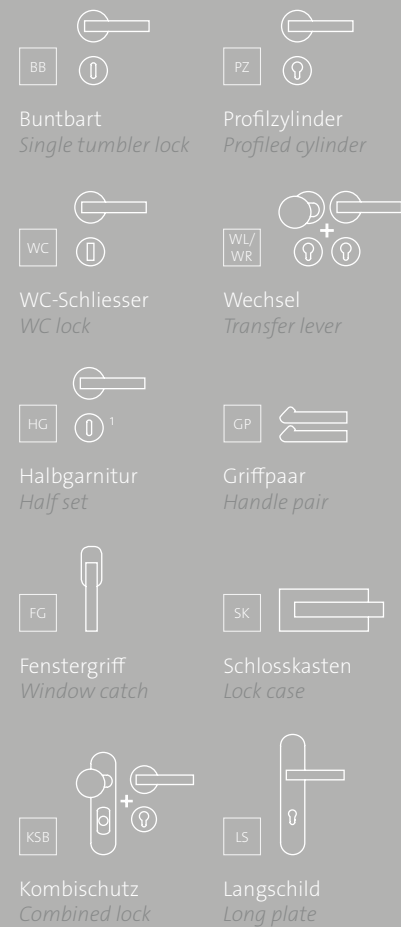 BB
Buntbart
Single tumbler lock
PZ
Profilzylinder
Profiled cylinder
WC
WC-Schliesser
WC lock
WL/
WR
Wechsel
Transfer lever
HG
1
Halbgarnitur
Half set
GP
Griffpaar
Handle pair
FG
Fenstergriff
Window catch
SK
Schlosskasten
Lock case
KSB
Kombischutz
Combined lock
LS
Langschild
Long plate